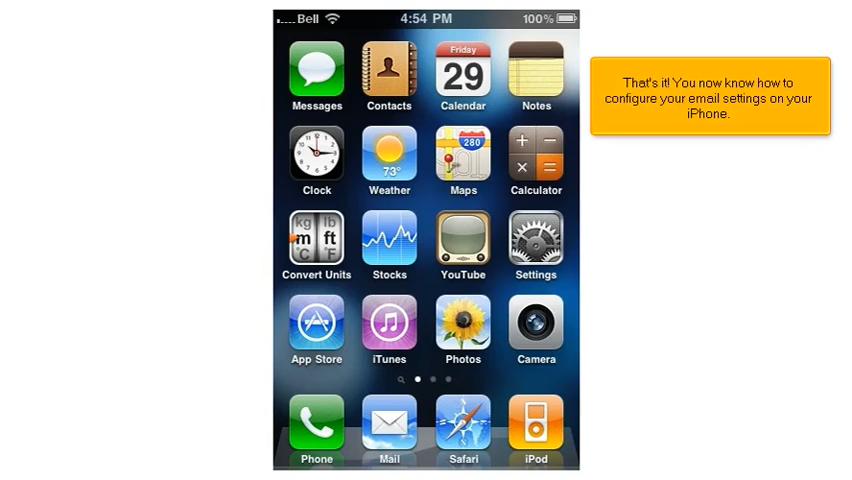 Bell 4:54 PM 100%
Friday
29
Messages Contacts Calendar Notes
280
73°
Clock Weather Maps Calculator
kg lb
m ft
°C °F
Convert Units Stocks YouTube Settings
App Store iTunes Photos Camera
Phone Mail Safari iPod
That's it! You now know how to
configure your email settings on your
iPhone.